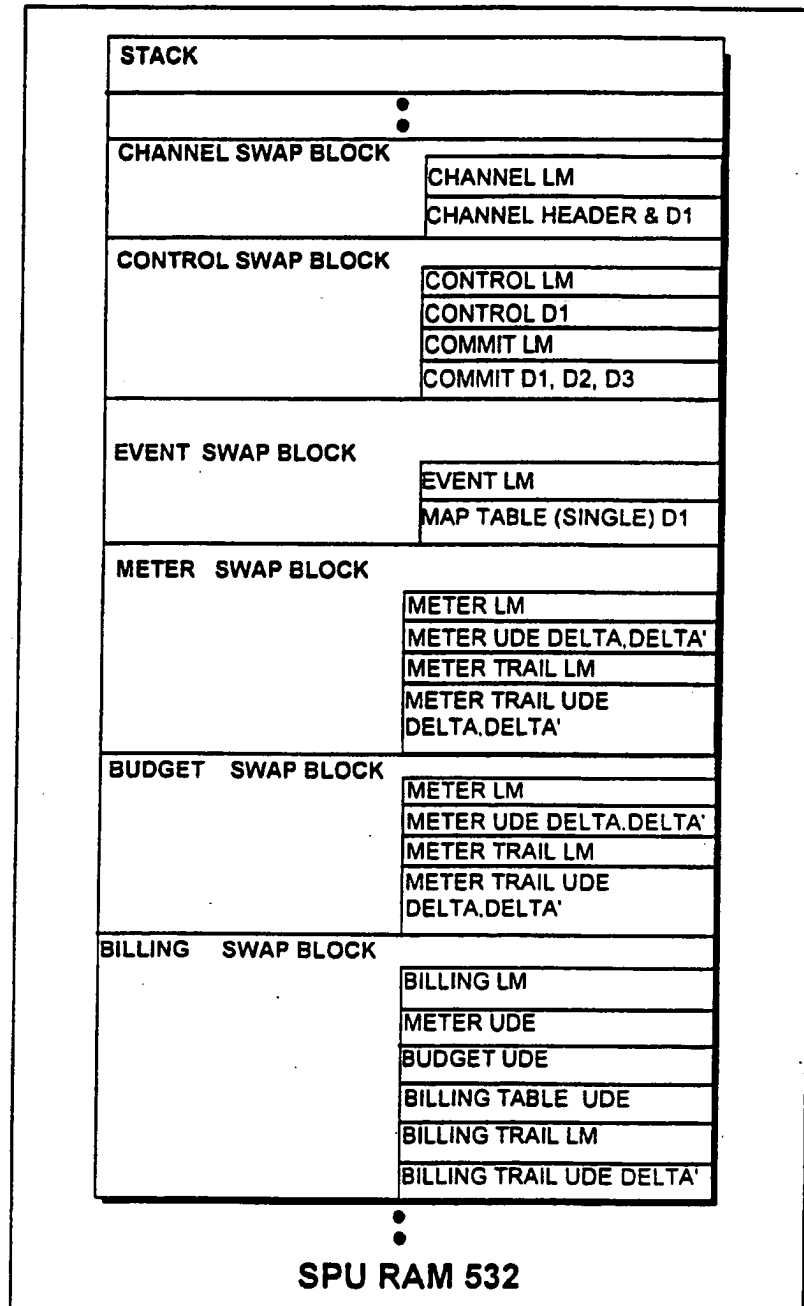 STACK
CHANNEL SWAP BLOCK
CHANNEL LM
CHANNEL HEADER & D1
CONTROL SWAP BLOCK
CONTROL LM
CONTROL D1
COMMIT LM
COMMIT D1, D2, D3
EVENT SWAP BLOCK
EVENT LM
MAP TABLE (SINGLE) D1
METER SWAP BLOCK
METER LM
METER UDE DELTA,DELTA'
METER TRAIL LM
METER TRAIL UDE
DELTA,DELTA'
BUDGET SWAP BLOCK
METER LM
METER UDE DELTA,DELTA'
METER TRAIL LM
METER TRAIL UDE
DELTA,DELTA'
BILLING SWAP BLOCK
BILLING LM
METER UDE
BUDGET UDE
BILLING TABLE UDE
BILLING TRAIL LM
BILLING TRAIL UDE DELTA'
SPU RAM 532